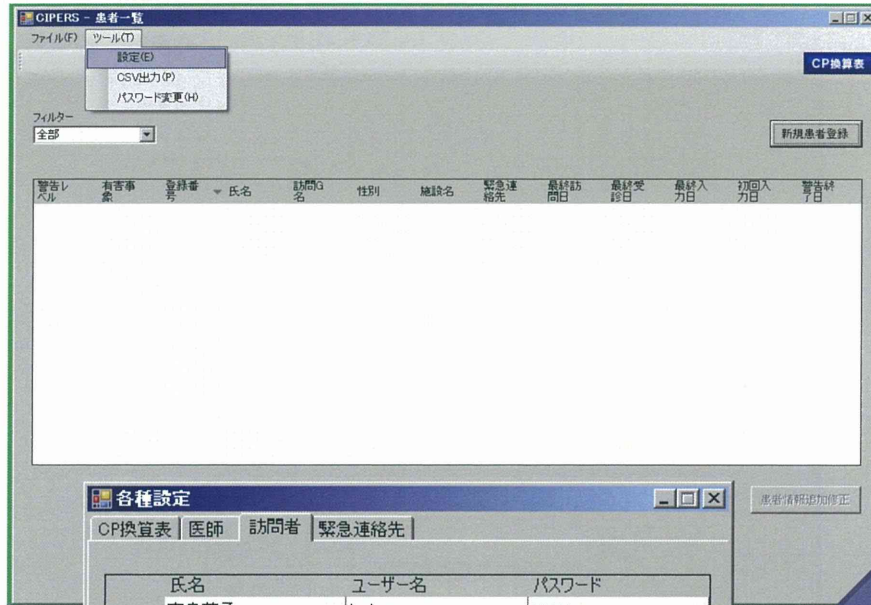 CIPERS - 患者一覧
ファイル(F) ツール(T)
設定(E)
CSV出力(P)
パスワード変更(H)
CP換算表
フィルター
全部
新規患者登録
警告レベル 有害事象 登録番号 氏名 訪問G名 性別 施設名 緊急連絡先 最終訪問日 最終受診日 最終入力日 初回入力日 警告終了日
患者情報追加修正
各種設定
CP換算表 医師 訪問者 緊急連絡先
氏名 ユーザー名 パスワード